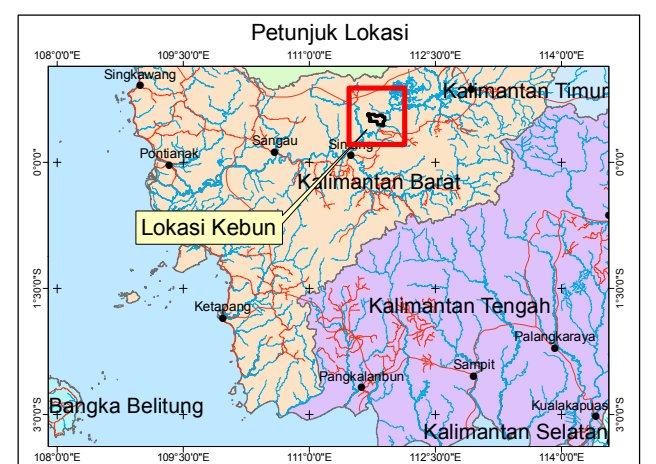 Petunjuk Lokasi
108°0'0"E 109°30'0"E 111°0'0"E 112°30'0"E 114°0'0"E
Singkawang
Kalimantan Timur
Sangau
Pontianak
0°0'0"
0°0'0"
Kalimantan Barat
Lokasi Kebun
1°30'0"S
1°30'0"S
Ketapang
Kalimantan Tengah
Palangkaraya
Sampit
Pangkalanbun
Bangka Belitung
Kualakapuas
3°0'0"S
3°0'0"S
Kalimantan Selatan
108°0'0"E 109°30'0"E 111°0'0"E 112°30'0"E 114°0'0"E